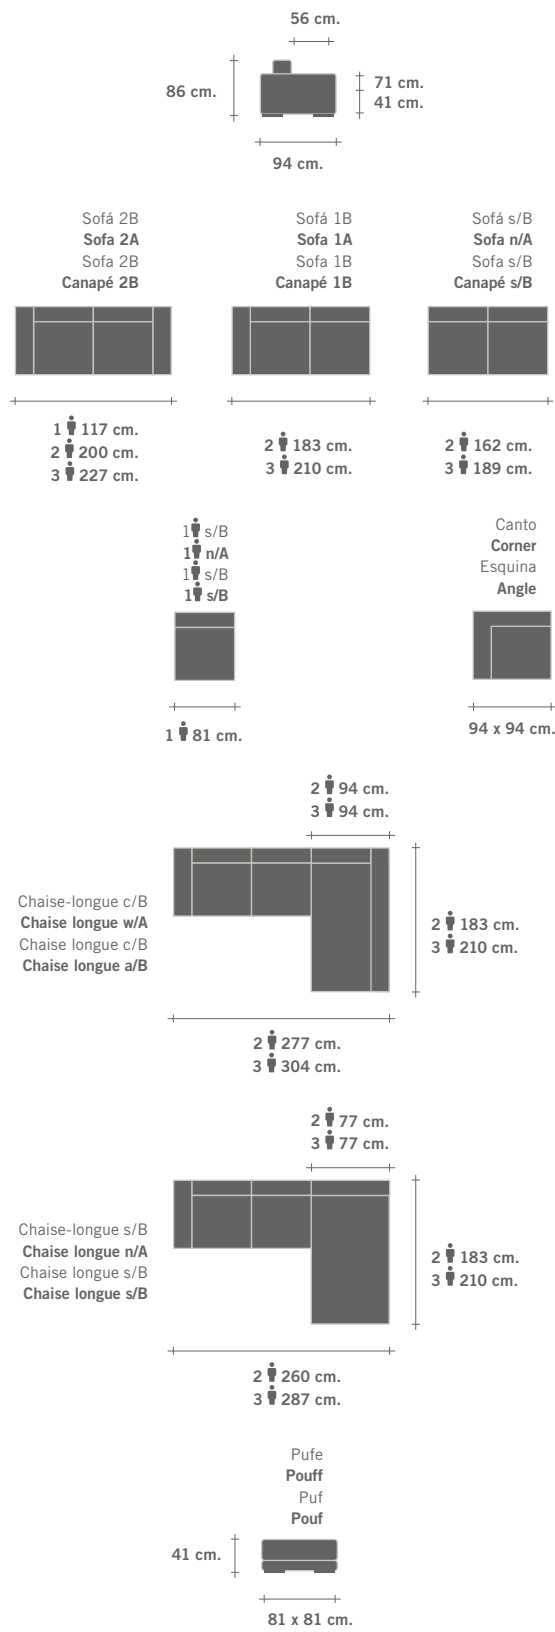 56 cm.
86 cm.
71 cm.
41 cm.
94 cm.
Sofá 2B
Sofa 2A
Sofa 2B
Canapé 2B
Sofá 1B
Sofa 1A
Sofa 1B
Canapé 1B
Sofá s/B
Sofa n/A
Sofa s/B
Canapé s/B
1 117 cm.
2 200 cm.
3 227 cm.
2 183 cm.
3 210 cm.
2 162 cm.
3 189 cm.
1 s/B
1 n/A
1 s/B
1 s/B
Canto
Corner
Esquina
Angle
1 81 cm.
94 x 94 cm.
2 94 cm.
3 94 cm.
Chaise-longue c/B
Chaise longue w/A
Chaise longue c/B
Chaise longue a/B
2 183 cm.
3 210 cm.
2 277 cm.
3 304 cm.
2 77 cm.
3 77 cm.
Chaise-longue s/B
Chaise longue n/A
Chaise longue s/B
Chaise longue s/B
2 183 cm.
3 210 cm.
2 260 cm.
3 287 cm.
Pufe
Pouff
Puf
Pouf
41 cm.
81 x 81 cm.